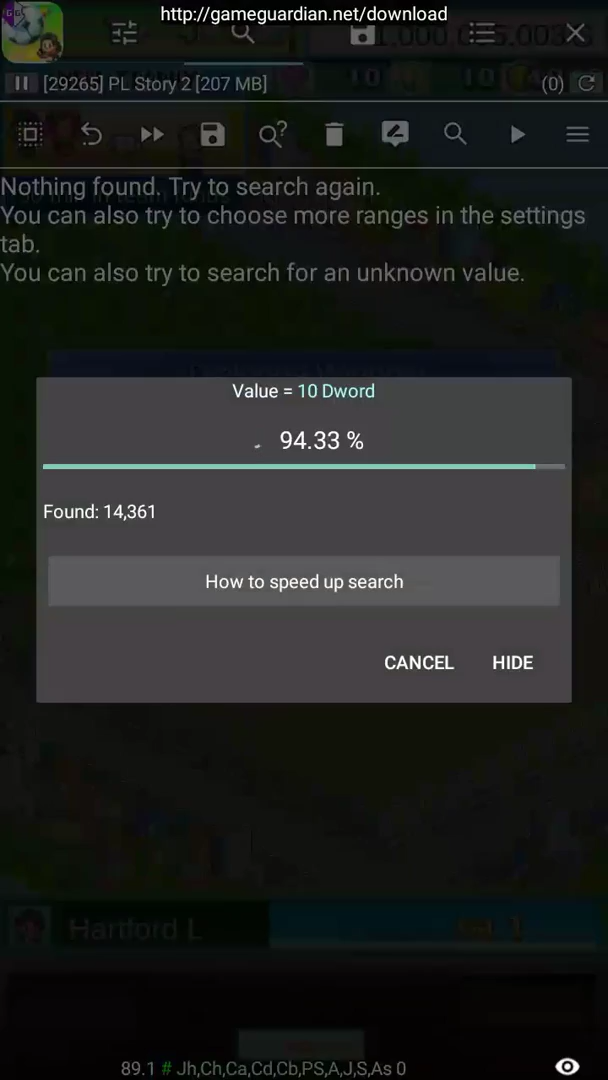 http://gameguardian.net/download
[29265] PL Story 2 [207 MB]
(0)
Nothing found. Try to search again.
You can also try to choose more ranges in the settings
tab.
You can also try to search for an unknown value.
Value = 10 Dword
94.33 %
Found: 14,361
How to speed up search
CANCEL
HIDE
Hartford L
89.1 # Jh,Ch,Ca,Cd,Cb,PS,A,J,S,As 0